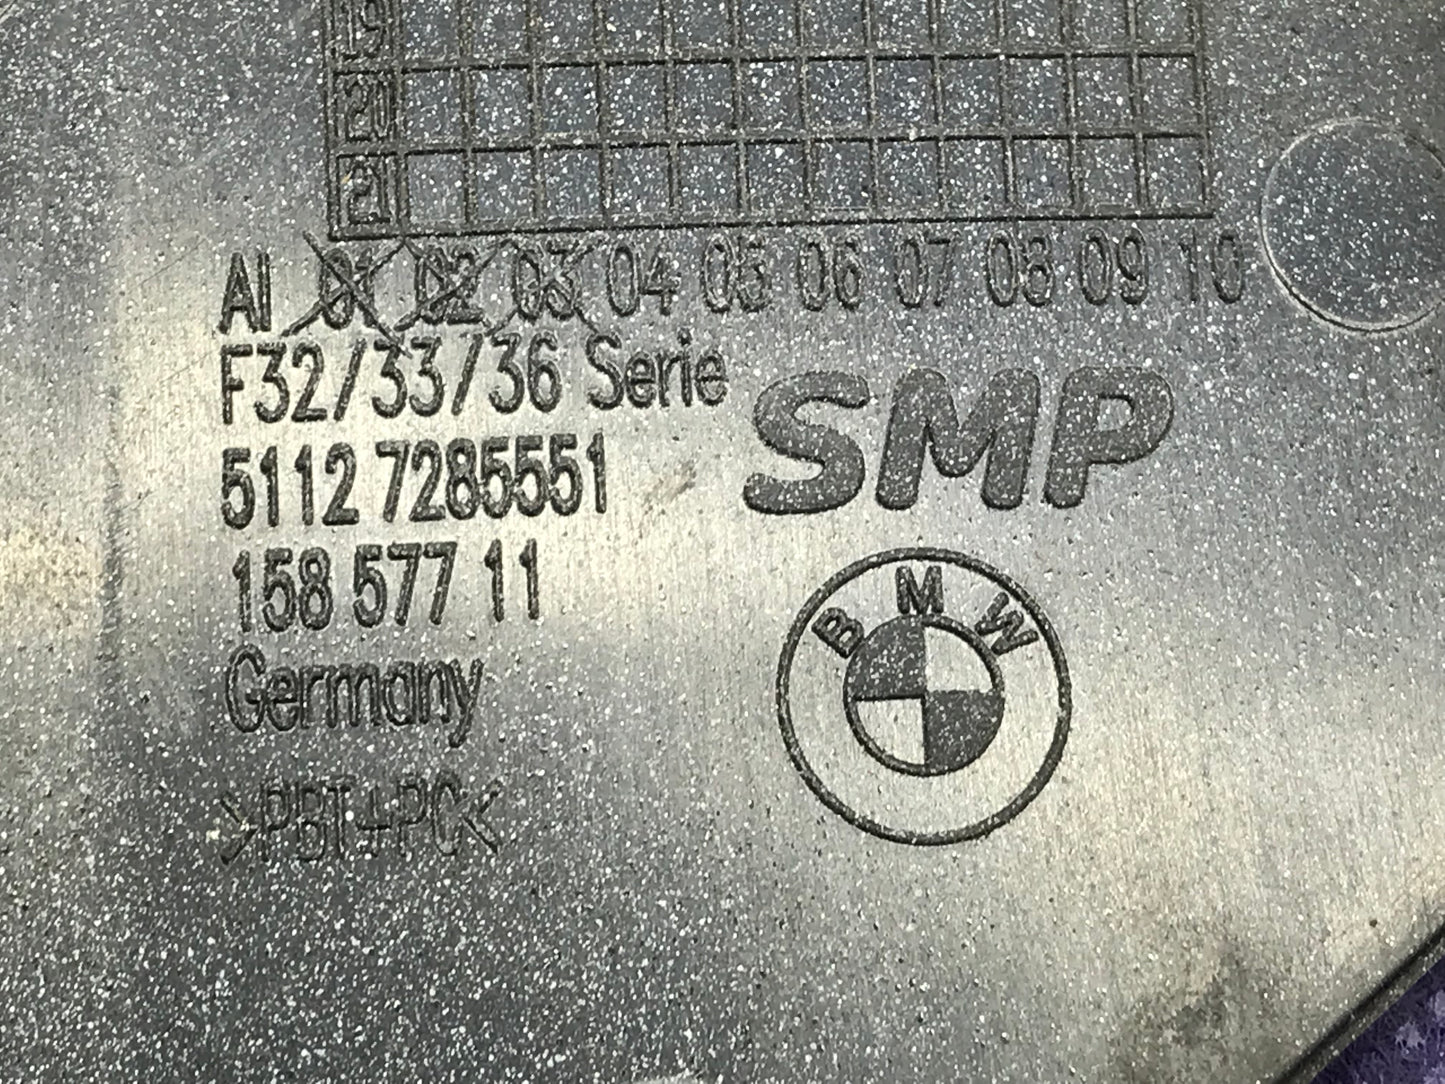 19
20
21
AI 01 02 03 04 05 06 07 08 09 10
F32/33/36 Serie
5112 7285551
158 577 11
Germany
>PBT+PC<
SMP
BMW